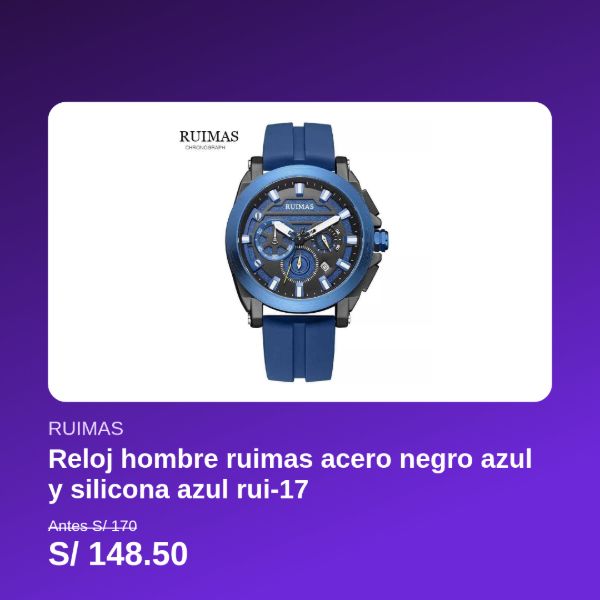 RUIMAS
CHRONOGRAPH
RUIMAS
RUIMAS
Reloj hombre ruimas acero negro azul
y silicona azul rui-17
Antes S/ 170
S/ 148.50